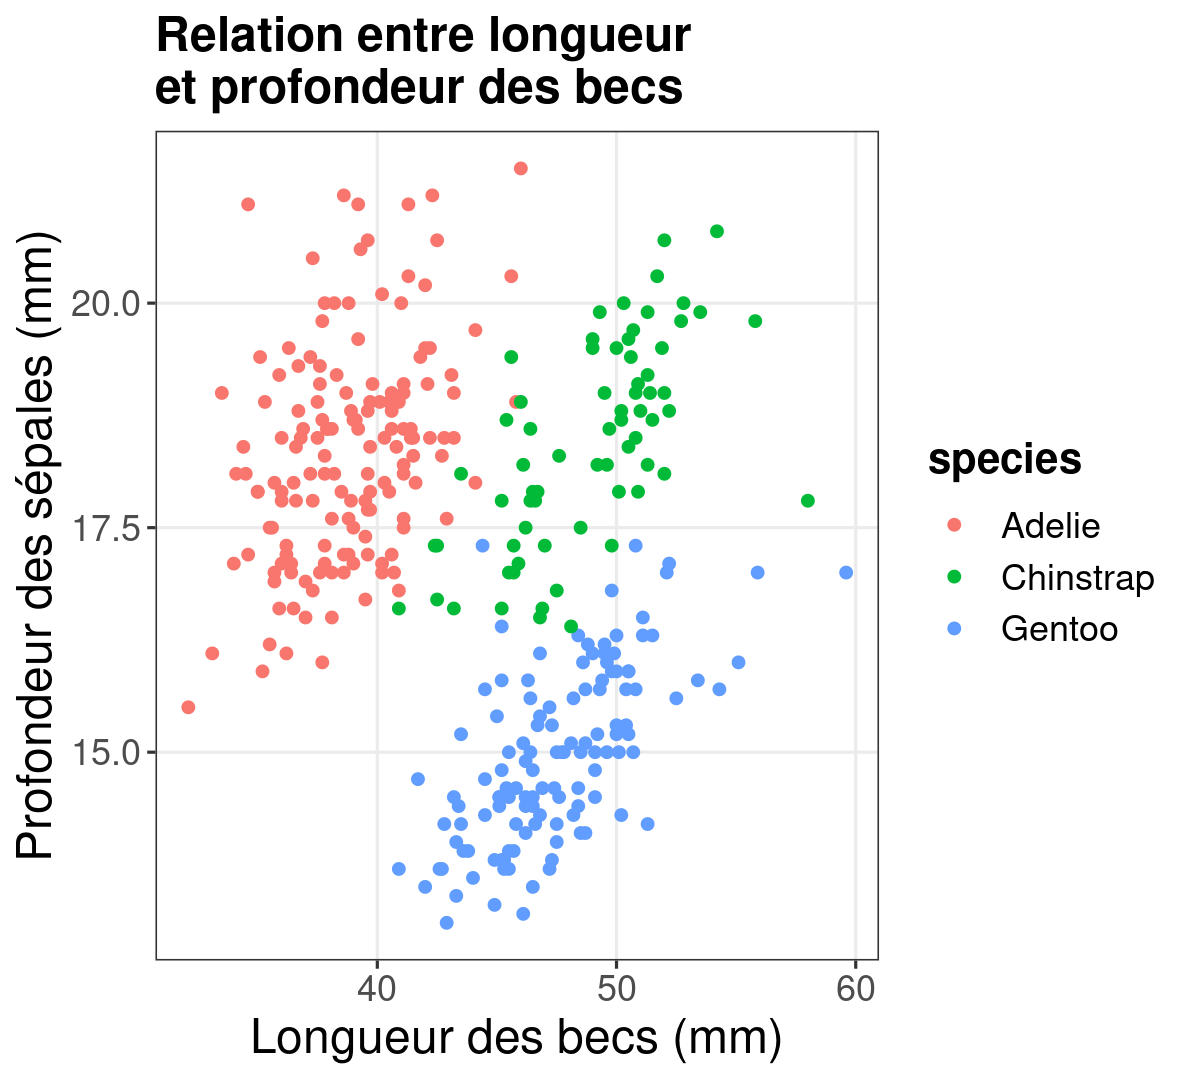 Relation entre longueur
et profondeur des becs
Profondeur des sépales (mm)
20.0
17.5
15.0
40
50
60
Longueur des becs (mm)
species
Adelie
Chinstrap
Gentoo